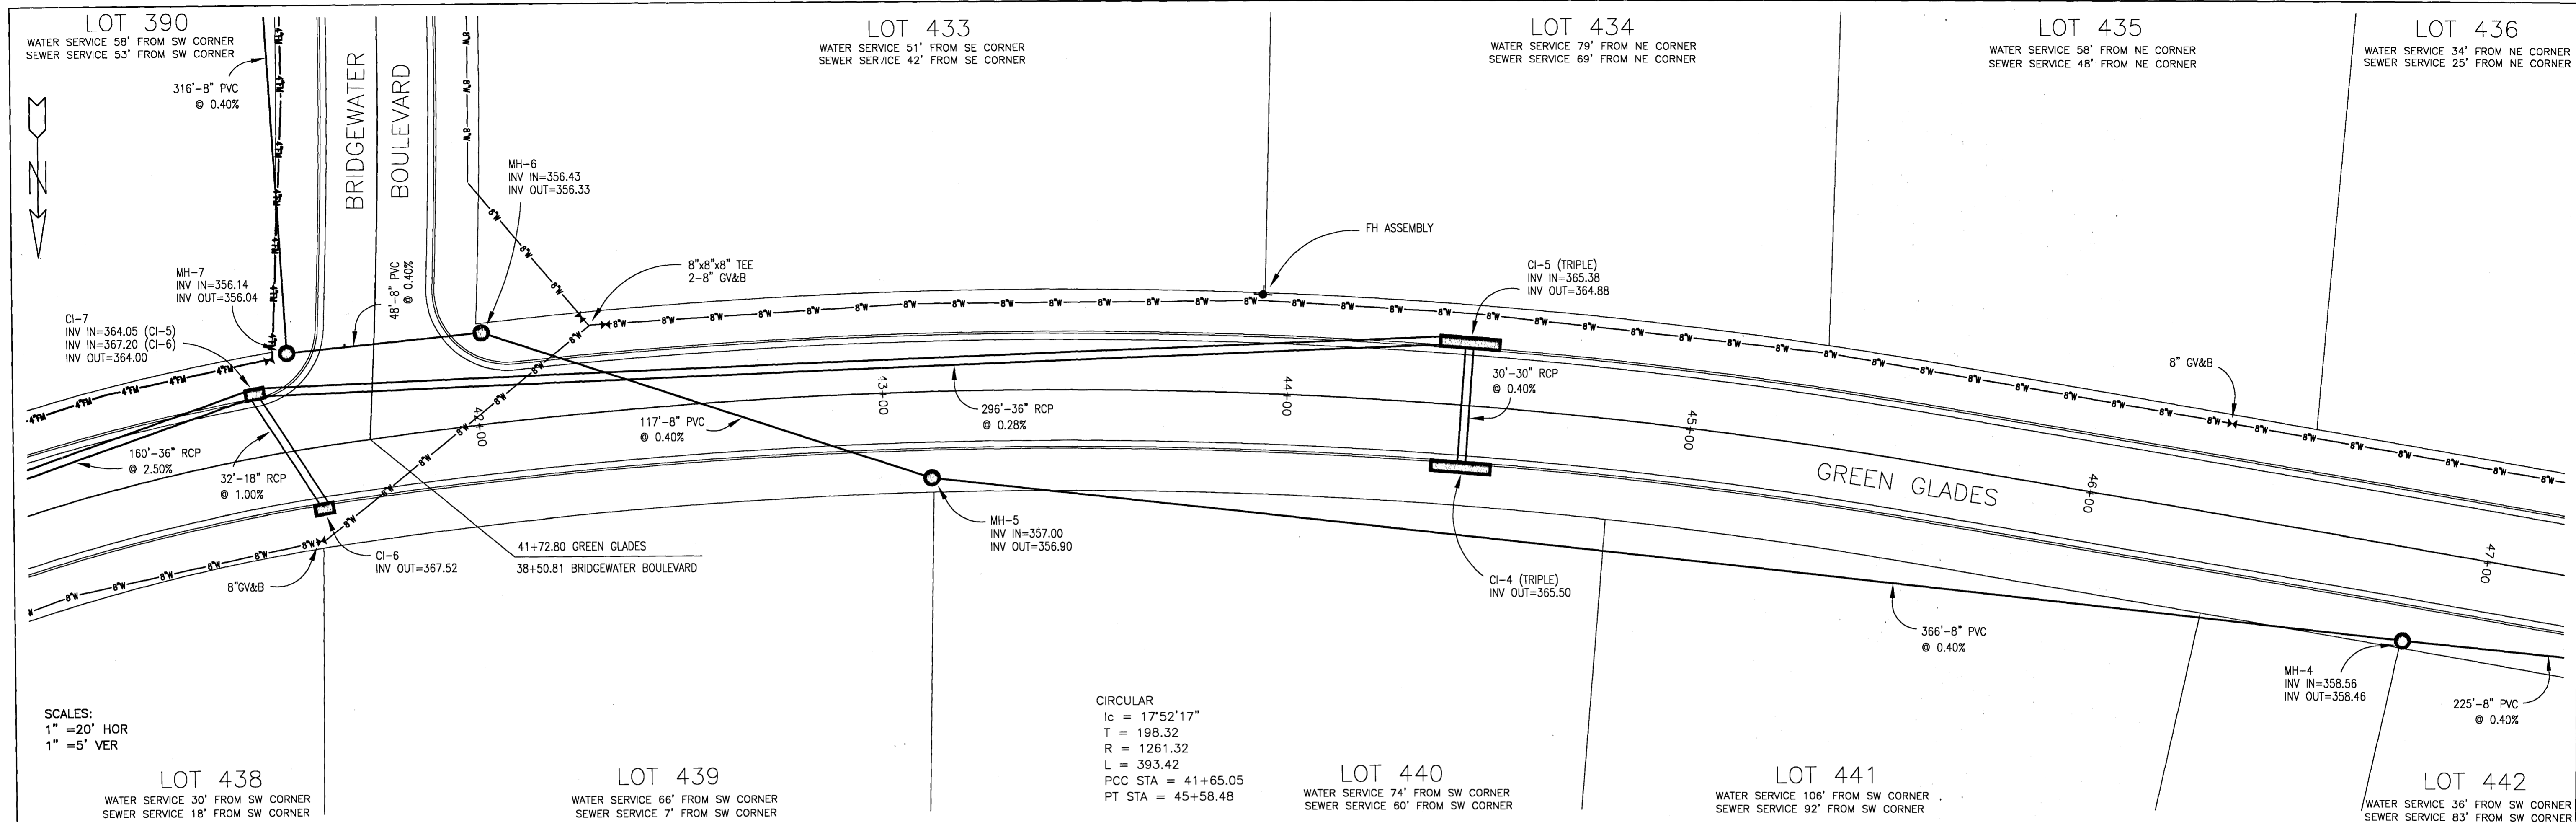 LOT 390
WATER SERVICE 58' FROM SW CORNER
SEWER SERVICE 53' FROM SW CORNER
LOT 433
WATER SERVICE 51' FROM SE CORNER
SEWER SERVICE 42' FROM SE CORNER
LOT 434
WATER SERVICE 79' FROM NE CORNER
SEWER SERVICE 69' FROM NE CORNER
LOT 435
WATER SERVICE 58' FROM NE CORNER
SEWER SERVICE 48' FROM NE CORNER
LOT 436
WATER SERVICE 34' FROM NE CORNER
SEWER SERVICE 25' FROM NE CORNER
316'-8" PVC
@ 0.40%
N
BRIDGEWATER
BOULEVARD
MH-6
INV IN=356.43
INV OUT=356.33
FH ASSEMBLY
8"x8"x8" TEE
2-8" GV&B
CI-5 (TRIPLE)
INV IN=365.38
INV OUT=364.88
MH-7
INV IN=356.14
INV OUT=356.04
48'-8" PVC
@ 0.40%
CI-7
INV IN=364.05 (CI-5)
INV IN=367.20 (CI-6)
INV OUT=364.00
8" GV&B
30'-30" RCP
@ 0.40%
42+00
43+00
44+00
45+00
46+00
47+00
296'-36" RCP
@ 0.28%
117'-8" PVC
@ 0.40%
160'-36" RCP
@ 2.50%
32'-18" RCP
@ 1.00%
GREEN GLADES
MH-5
INV IN=357.00
INV OUT=356.90
41+72.80 GREEN GLADES
38+50.81 BRIDGEWATER BOULEVARD
CI-6
INV OUT=367.52
8"GV&B
CI-4 (TRIPLE)
INV OUT=365.50
366'-8" PVC
@ 0.40%
MH-4
INV IN=358.56
INV OUT=358.46
225'-8" PVC
@ 0.40%
SCALES:
1" =20' HOR
1" =5' VER
CIRCULAR
Ic = 17°52'17"
T = 198.32
R = 1261.32
L = 393.42
PCC STA = 41+65.05
PT STA = 45+58.48
LOT 438
WATER SERVICE 30' FROM SW CORNER
SEWER SERVICE 18' FROM SW CORNER
LOT 439
WATER SERVICE 66' FROM SW CORNER
SEWER SERVICE 7' FROM SW CORNER
LOT 440
WATER SERVICE 74' FROM SW CORNER
SEWER SERVICE 60' FROM SW CORNER
LOT 441
WATER SERVICE 106' FROM SW CORNER
SEWER SERVICE 92' FROM SW CORNER
LOT 442
WATER SERVICE 36' FROM SW CORNER
SEWER SERVICE 83' FROM SW CORNER
4"FM
8"W